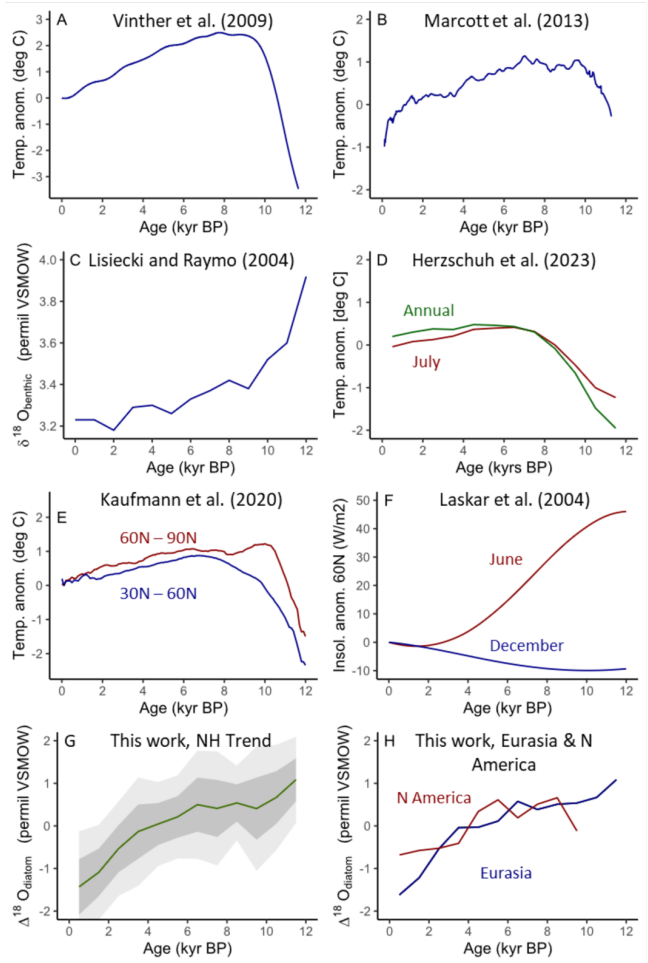 A
Vinther et al. (2009)
Temp. anom. (deg C)
3
2
1
0
-1
-2
-3
0 2 4 6 8 10 12
Age (kyr BP)
B
Marcott et al. (2013)
Temp. anom. (deg C)
2
1
0
-1
-2
0 2 4 6 8 10 12
Age (kyr BP)
C Lisiecki and Raymo (2004)
δ18 Obenthic (permil VSMOW)
4.0
3.8
3.6
3.4
3.2
0 2 4 6 8 10 12
Age (kyr BP)
D
Herzschuh et al. (2023)
Temp. anom. [deg C]
2
1
0
-1
-2
Annual
July
0 2 4 6 8 10 12
Age (kyrs BP)
E
Kaufmann et al. (2020)
Temp. anom. (deg C)
2
1
0
-1
-2
60N – 90N
30N – 60N
0 2 4 6 8 10 12
Age (kyr BP)
F
Laskar et al. (2004)
Insol. anom. 60N (W/m2)
50
40
30
20
10
0
-10
June
December
0 2 4 6 8 10 12
Age (kyr BP)
G
This work, NH Trend
Δ18 Odiatom (permil VSMOW)
2
1
0
-1
-2
0 2 4 6 8 10 12
Age (kyr BP)
H
This work, Eurasia & N
America
Δ18 Odiatom (permil VSMOW)
2
1
0
-1
-2
N America
Eurasia
0 2 4 6 8 10 12
Age (kyr BP)